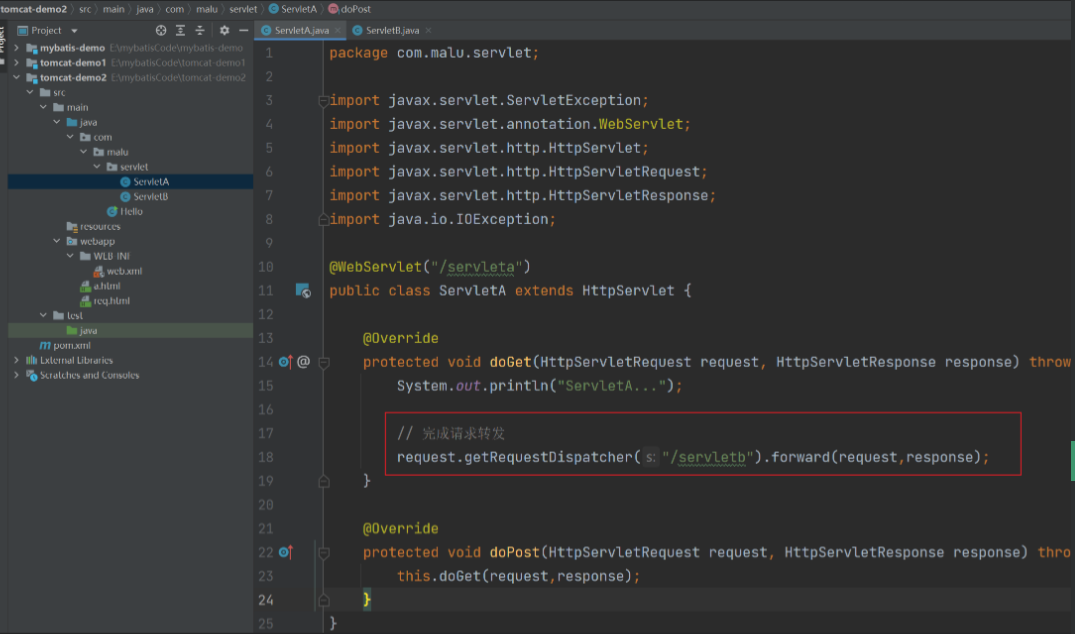 tomcat-demo2 src main java com malu servlet ServletA doPost
Project
Project
ServletA.java
ServletB.java
mybatis-demo E:\mybatisCode\mybatis-demo
tomcat-demo1 E:\mybatisCode\tomcat-demo1
tomcat-demo2 E:\mybatisCode\tomcat-demo2
src
main
java
com
malu
servlet
ServletA
ServletB
Hello
resources
webapp
WEB-INF
web.xml
a.html
req.html
test
java
pom.xml
External Libraries
Scratches and Consoles
1 package com.malu.servlet;
2
3 import javax.servlet.ServletException;
4 import javax.servlet.annotation.WebServlet;
5 import javax.servlet.http.HttpServlet;
6 import javax.servlet.http.HttpServletRequest;
7 import javax.servlet.http.HttpServletResponse;
8 import java.io.IOException;
9
10 @WebServlet("/servleta")
11 public class ServletA extends HttpServlet {
12
13 @Override
14 @ protected void doGet(HttpServletRequest request, HttpServletResponse response) throw
15 System.out.println("ServletA...");
16
17 // 完成请求转发
18 request.getRequestDispatcher( s: "/servletb").forward(request,response);
19 }
20
21 @Override
22 protected void doPost(HttpServletRequest request, HttpServletResponse response) thro
23 this.doGet(request,response);
24 }
25 }